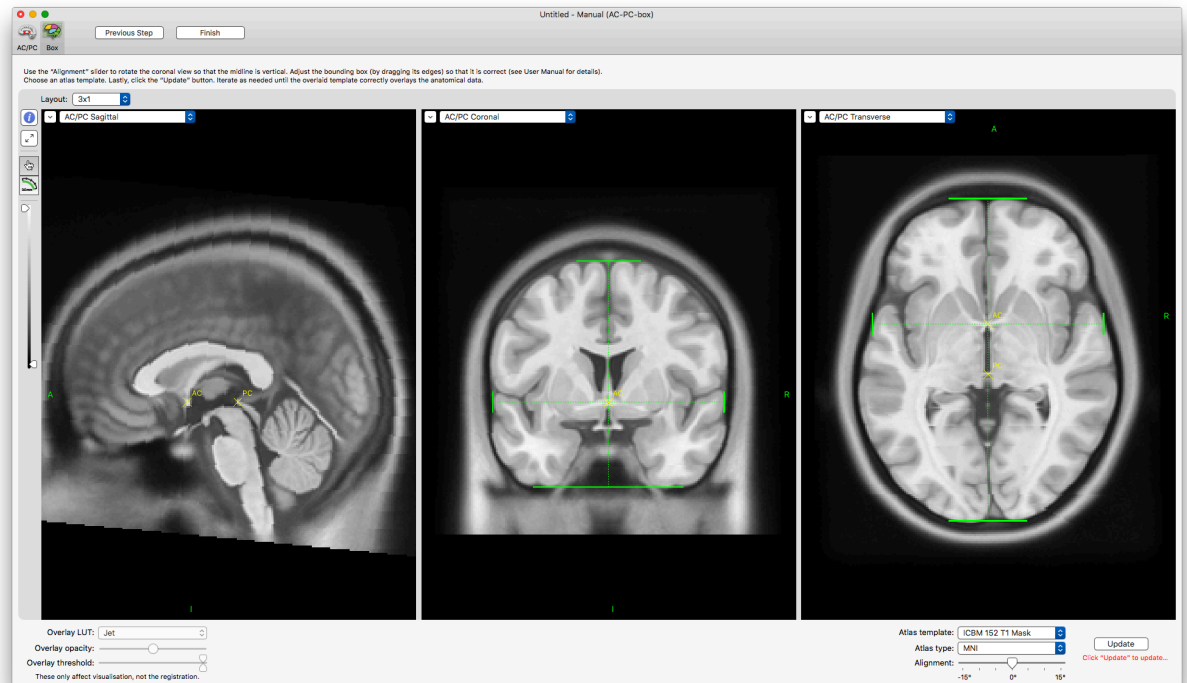 Untitled - Manual (AC-PC-box)
AC/PC
Box
Previous Step
Finish
Use the "Alignment" slider to rotate the coronal view so that the midline is vertical. Adjust the bounding box (by dragging its edges) so that it is correct (see User Manual for details).
Choose an atlas template. Lastly, click the "Update" button. Iterate as needed until the overlaid template correctly overlays the anatomical data.
Layout: 3x1
AC/PC Sagittal
AC/PC Coronal
AC/PC Transverse
A
AC
R
PC
AC
PC
A
AC
R
I
I
Overlay LUT: Jet
Overlay opacity:
Overlay threshold:
These only affect visualisation, not the registration.
Atlas template: ICBM 152 T1 Mask
Atlas type: MNI
Alignment:
-15° 0° 15°
Update
Click "Update" to update...